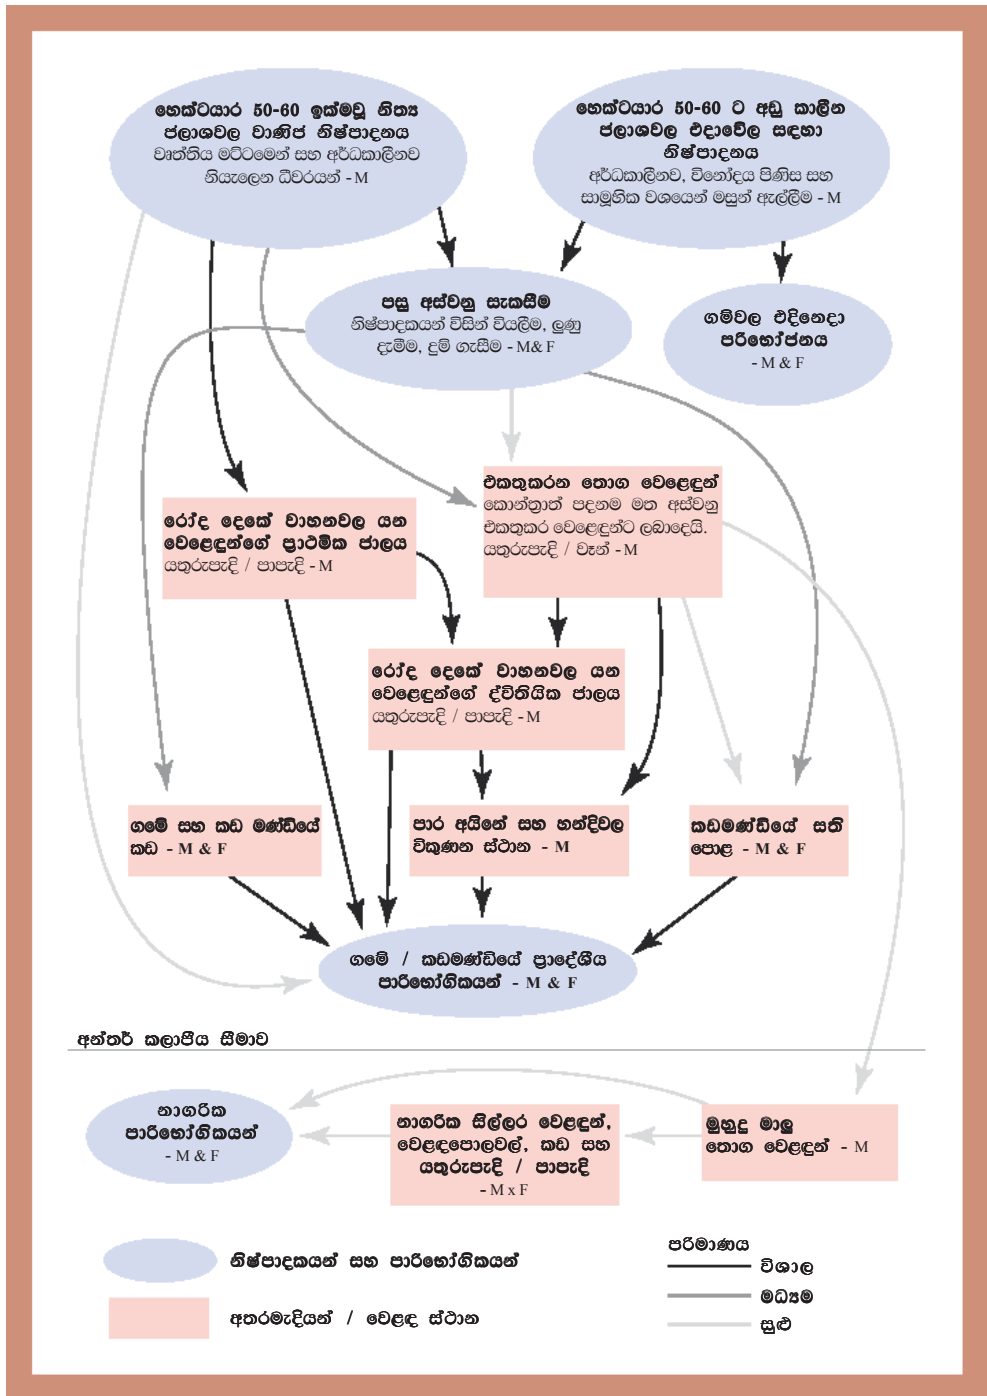 හෙක්ටයාර 50-60 ඉක්මවූ නිත්‍ය
ජලාශවල වාණිජ නිෂ්පාදනය
වෘත්තිය මට්ටමෙන් සහ අර්ධකාලීනව
නියැලෙන ධීවරයන් - M
හෙක්ටයාර 50-60 ට අඩු කාලීන
ජලාශවල එදාවේල සඳහා
නිෂ්පාදනය
අර්ධකාලීනව, විනෝදය පිණිස සහ
සාමූහික වශයෙන් මසුන් ඇල්ලීම - M
පසු අස්වනු සැකසීම
නිෂ්පාදකයන් විසින් වියලීම, ලුණු
දැමීම, දුම් ගැසීම - M& F
ගම්වල එදිනෙදා
පරිභෝජනය
- M & F
එකතුකරන තොග වෙළෙඳුන්
කොන්ත්‍රාත් පදනම මත අස්වනු
එකතුකර වෙළෙඳුන්ට ලබාදෙයි.
යතුරුපැදි / වෑන් - M
රෝද දෙකේ වාහනවල යන
වෙළෙඳුන්ගේ ප්‍රාථමික ජාලය
යතුරුපැදි / පාපැදි - M
රෝද දෙකේ වාහනවල යන
වෙළෙඳුන්ගේ ද්විතියික ජාලය
යතුරුපැදි / පාපැදි - M
ගමේ සහ කඩ මණ්ඩියේ
කඩ - M & F
පාර අයිනේ සහ හන්දිවල
විකුණන ස්ථාන - M
කඩමණ්ඩියේ සති
පොළ - M & F
ගමේ / කඩමණ්ඩියේ ප්‍රාදේශීය
පාරිභෝගිකයන් - M & F
අන්තර් කලාපීය සීමාව
නාගරික
පාරිභෝගිකයන්
- M & F
නාගරික සිල්ලර වෙළඳුන්,
වෙළඳපොලවල්, කඩ සහ
යතුරුපැදි / පාපැදි
- M x F
මුහුදු මාලු
තොග වෙළඳුන් - M
නිෂ්පාදකයන් සහ පාරිභෝගිකයන්
අතරමැදියන් / වෙළඳ ස්ථාන
පරිමාණය
විශාල
මධ්‍යම
සුළු